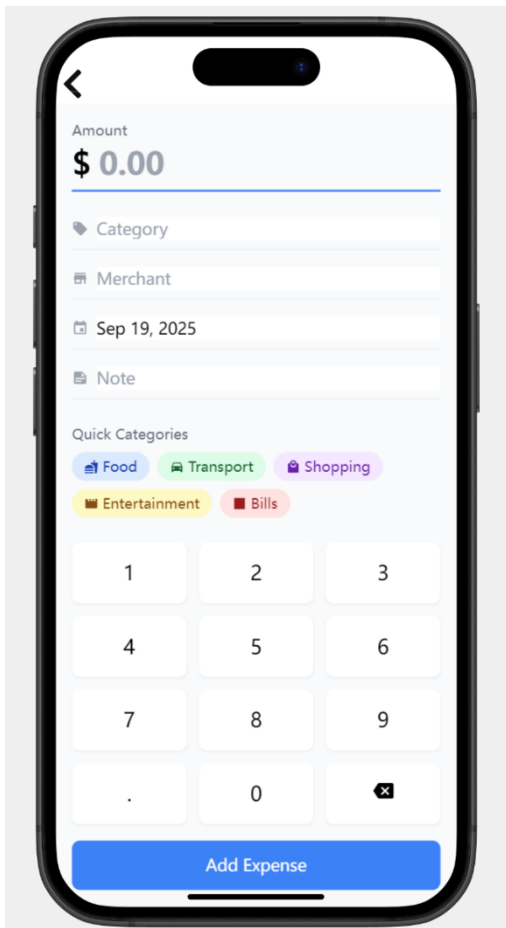 Amount
$ 0.00
Category
Merchant
Sep 19, 2025
Note
Quick Categories
Food Transport Shopping
Entertainment Bills
1 2 3
4 5 6
7 8 9
. 0
Add Expense